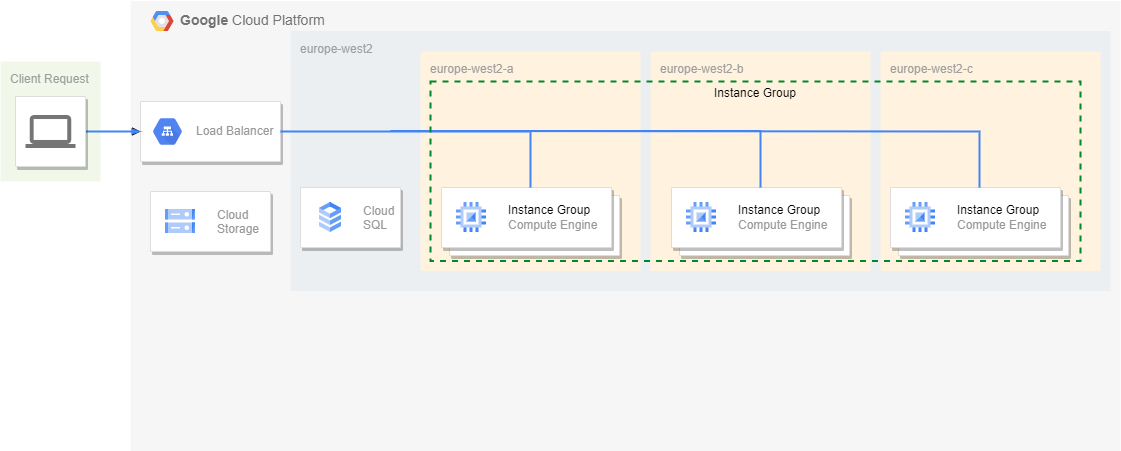 Google Cloud Platform
europe-west2
Client Request
europe-west2-a
europe-west2-b
europe-west2-c
Instance Group
Load Balancer
Cloud
Storage
Cloud
SQL
Instance Group
Compute Engine
Instance Group
Compute Engine
Instance Group
Compute Engine